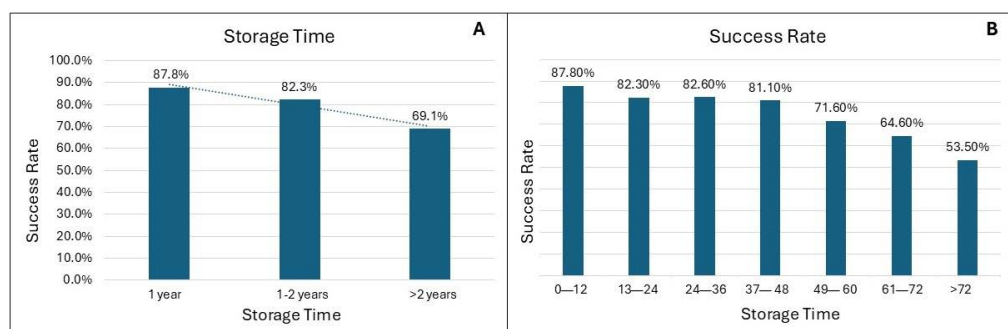 Storage Time
A
100.0%
90.0%
80.0%
70.0%
60.0%
50.0%
40.0%
30.0%
20.0%
10.0%
0.0%
Success Rate
87.8%
82.3%
69.1%
1 year
1-2 years
>2 years
Storage Time
Success Rate
B
Success Rate
87.80%
82.30%
82.60%
81.10%
71.60%
64.60%
53.50%
0—12
13—24
24—36
37— 48
49— 60
61—72
>72
Storage Time